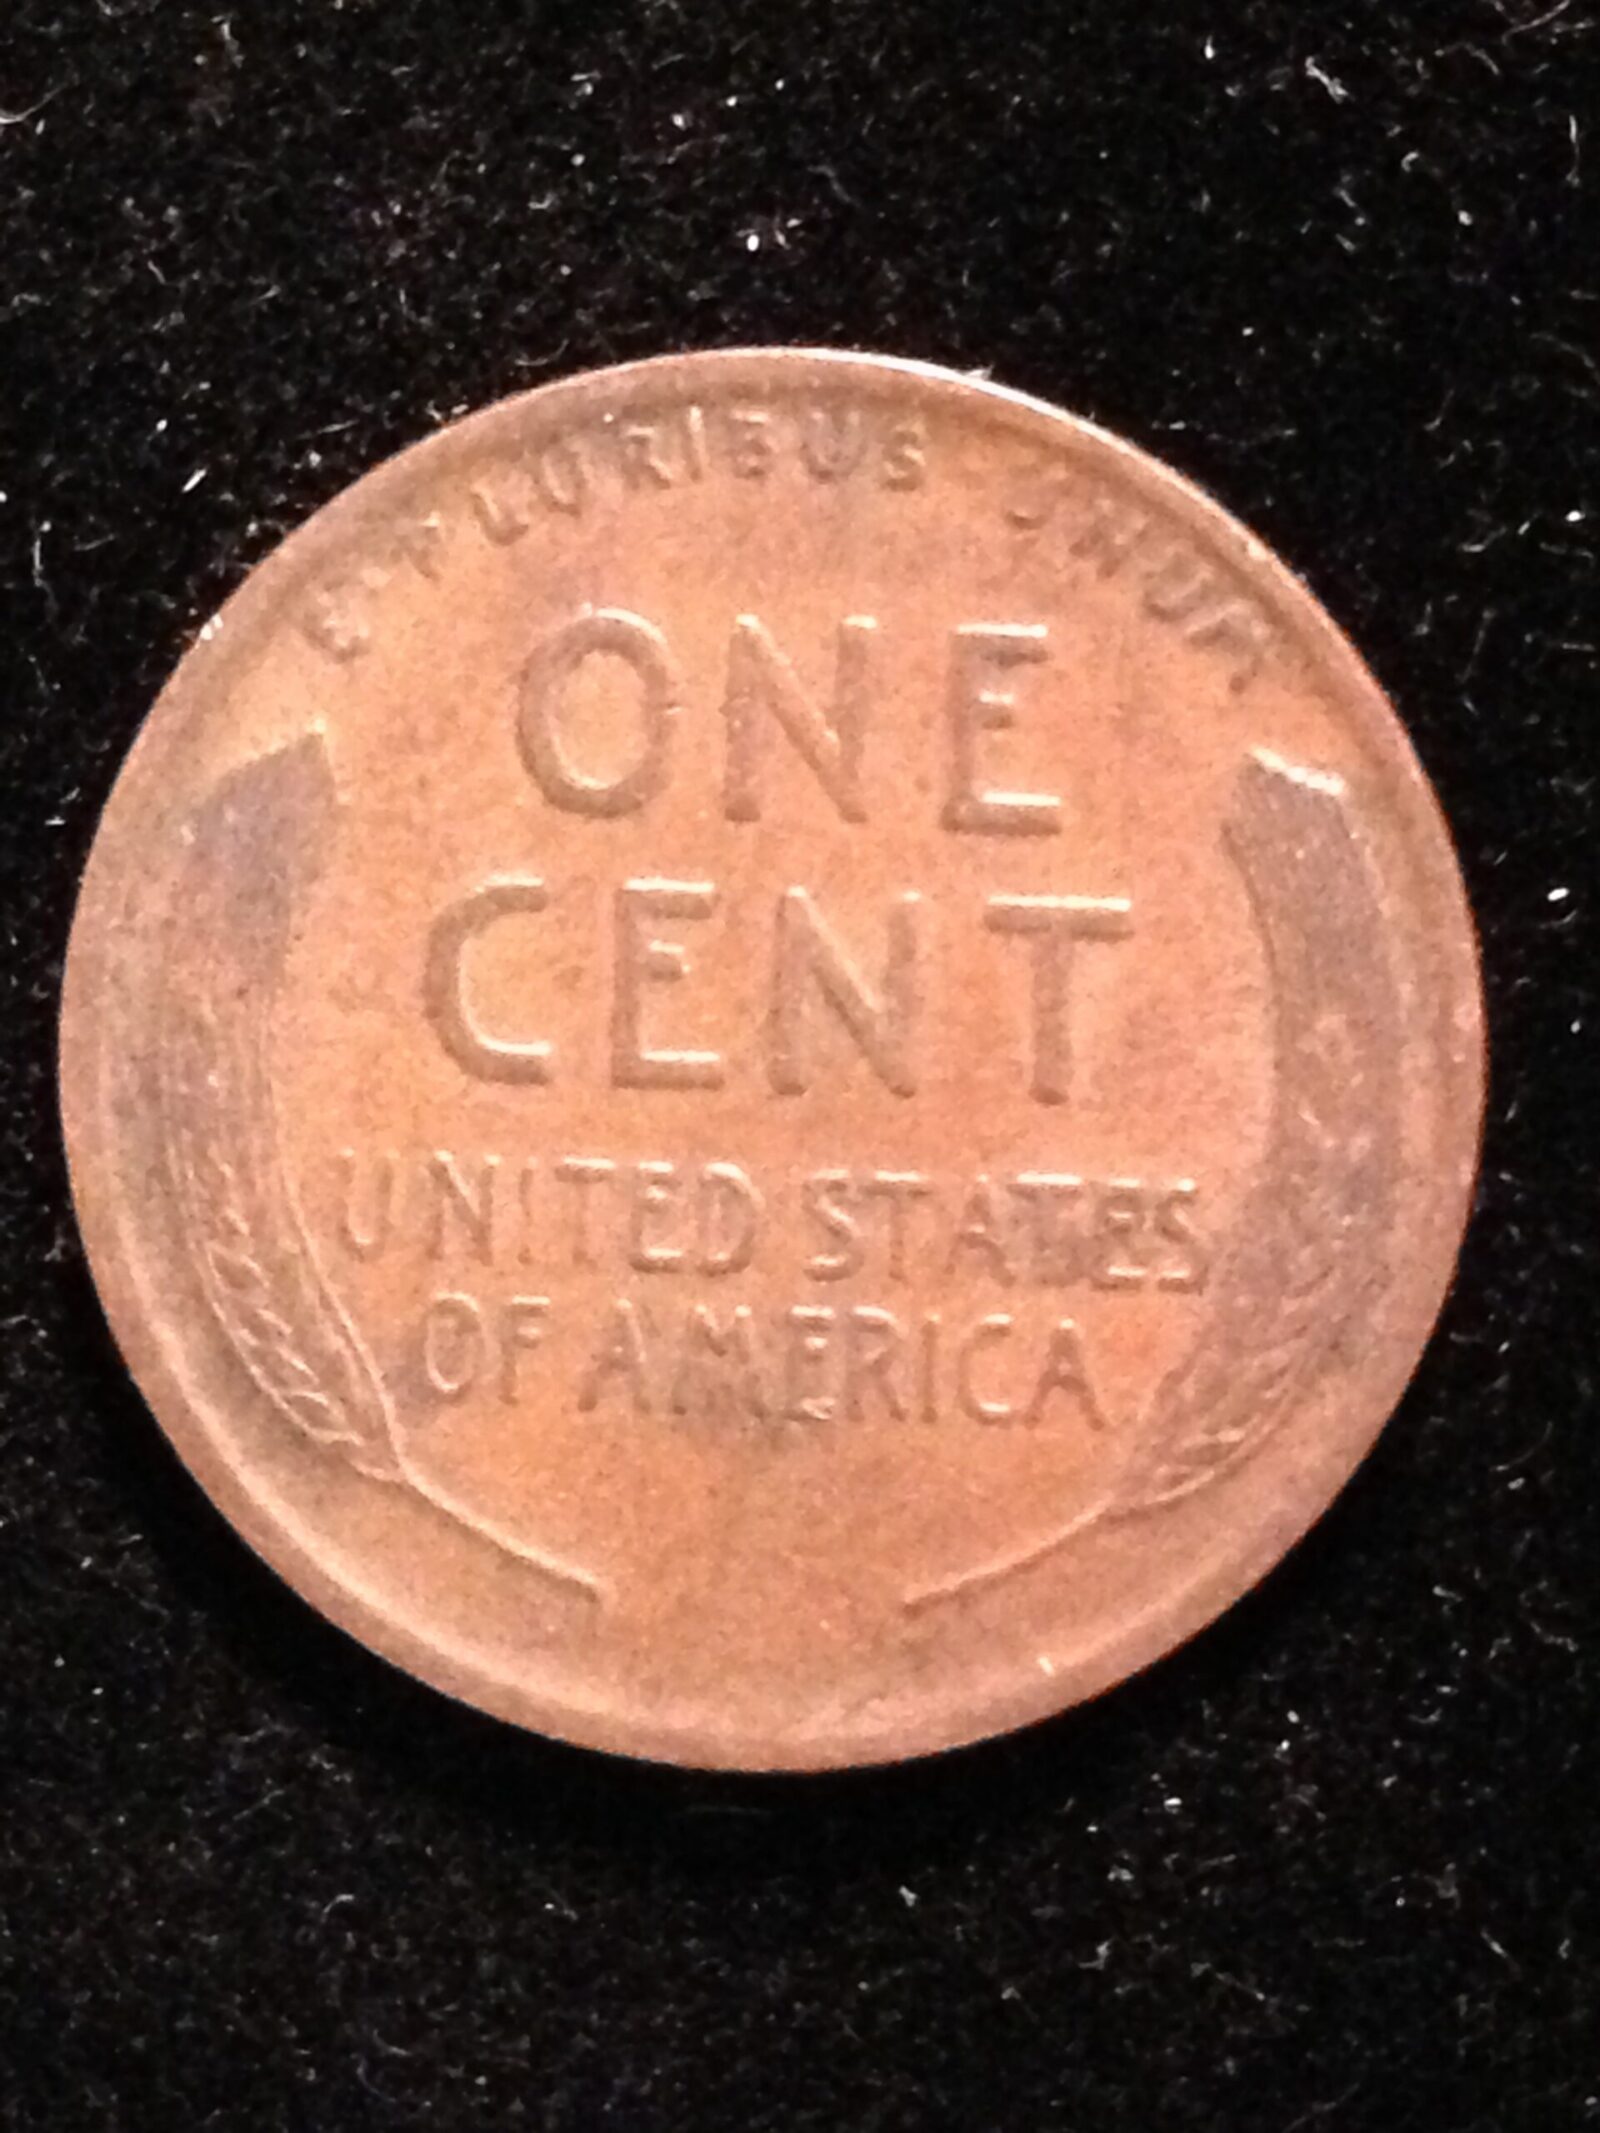 E·PLURIBUS·UNUM
ONE
CENT
UNITED STATES
OF AMERICA